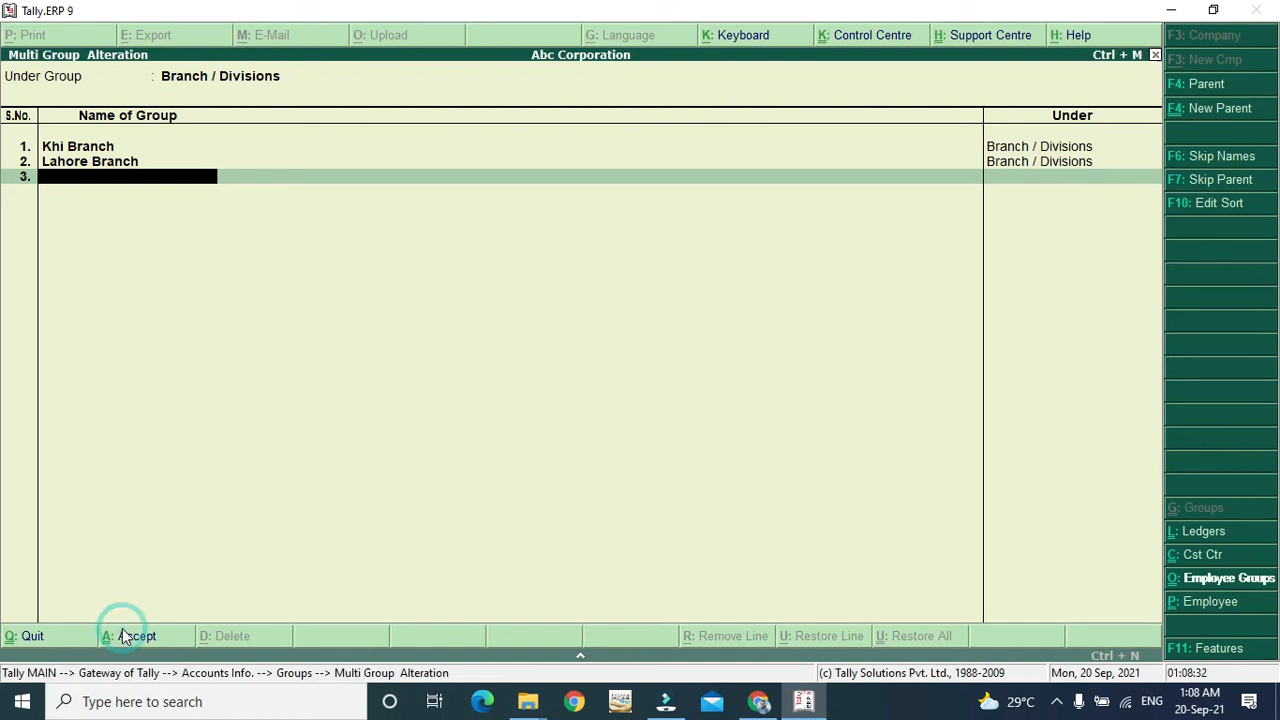 Tally.ERP 9
P: Print E: Export M: E-Mail O: Upload G: Language K: Keyboard K: Control Centre H: Support Centre H: Help
Multi Group Alteration Abc Corporation Ctrl + M
Under Group : Branch / Divisions
S.No. Name of Group Under
1. Khi Branch Branch / Divisions
2. Lahore Branch Branch / Divisions
3.
F3: Company
F3: New Cmp
F4: Parent
F4: New Parent
F6: Skip Names
F7: Skip Parent
F10: Edit Sort
G: Groups
L: Ledgers
C: Cst Ctr
O: Employee Groups
P: Employee
F11: Features
Q: Quit A: Accept D: Delete R: Remove Line U: Restore Line U: Restore All
Ctrl + N
Tally MAIN --> Gateway of Tally --> Accounts Info. --> Groups --> Multi Group Alteration (c) Tally Solutions Pvt. Ltd., 1988-2009 Mon, 20 Sep, 2021 01:08:32
Type here to search 29°C ENG 1:08 AM
20-Sep-21